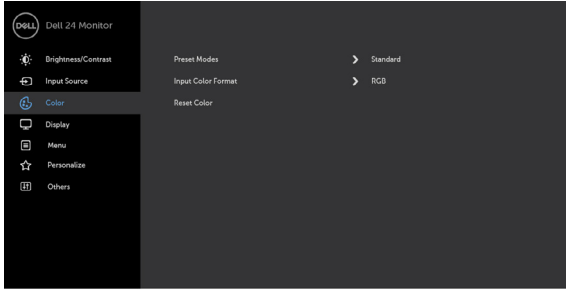 DELL Dell 24 Monitor
Brightness/Contrast
Input Source
Color
Display
Menu
Personalize
Others
Preset Modes Standard
Input Color Format RGB
Reset Color